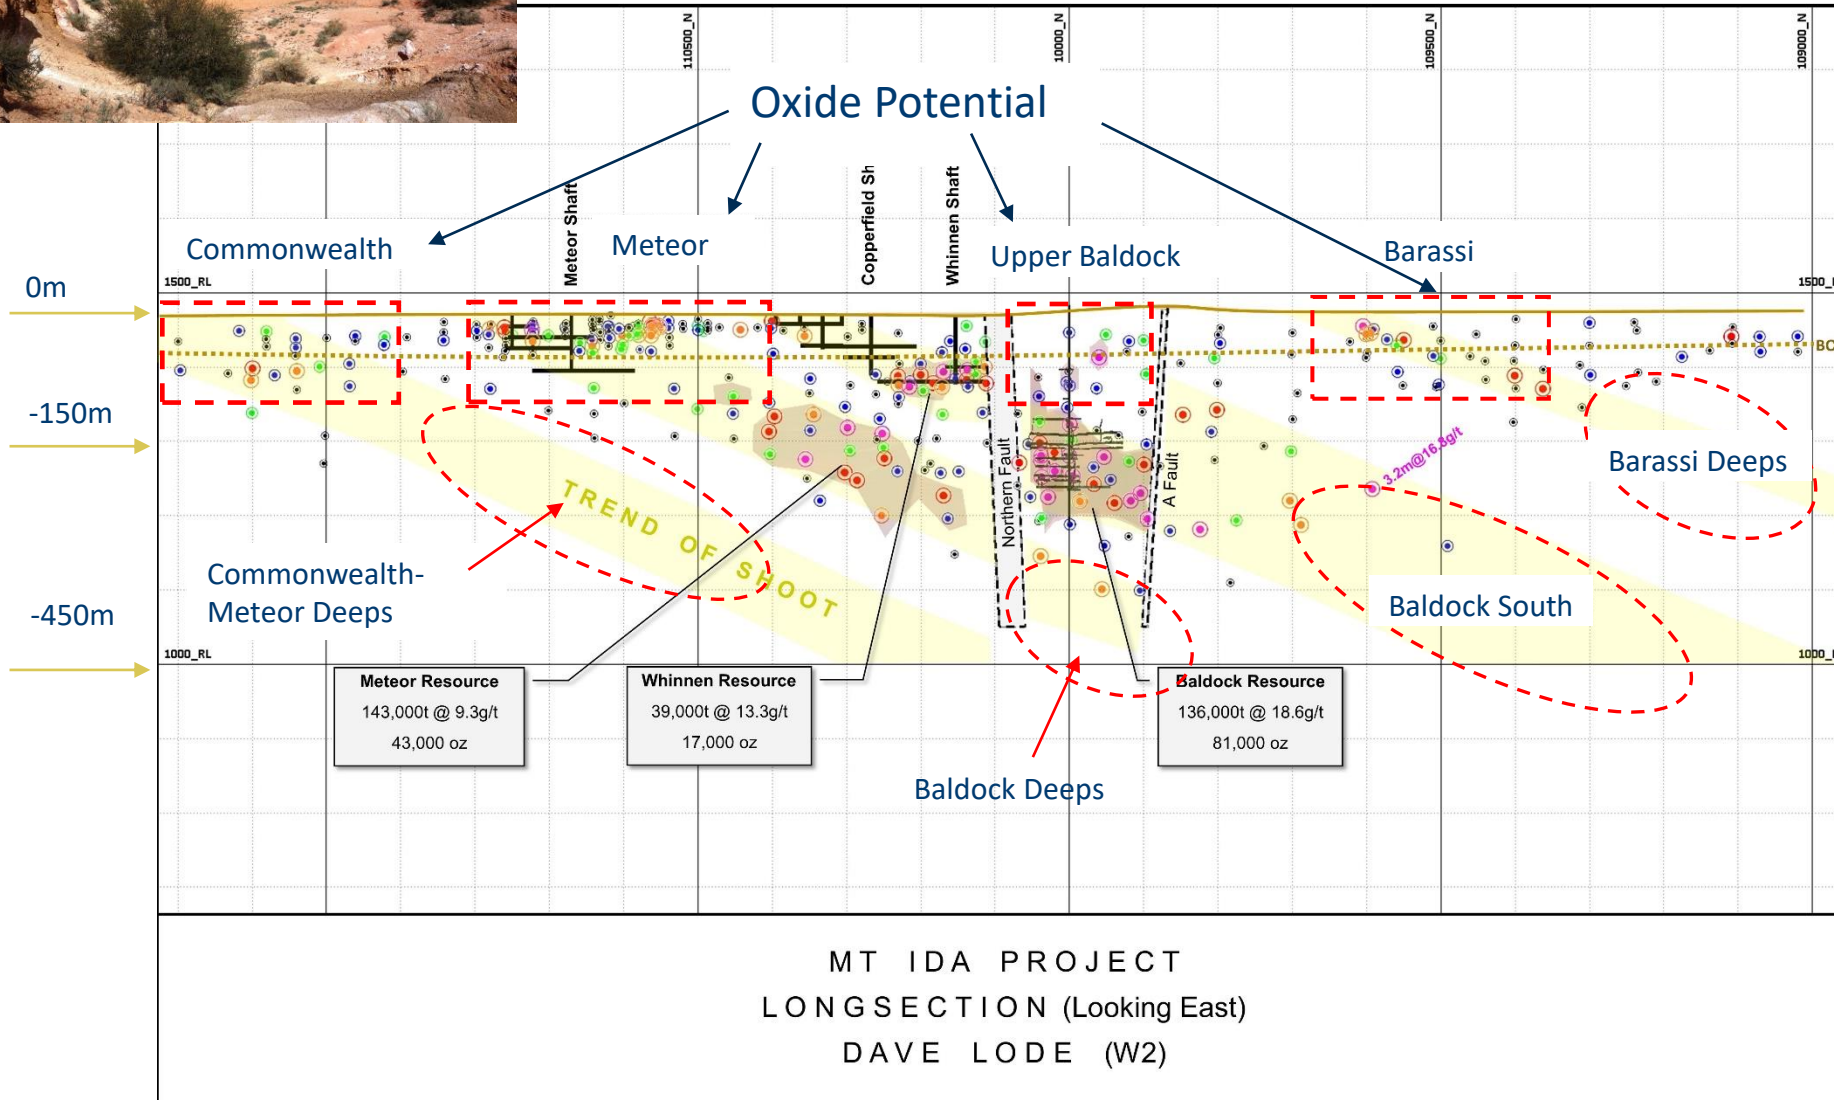 110500_N
10000_N
109500_N
109000_N
Oxide Potential
Meteor Shaft
Copperfield Sh
Whinnen Shaft
Commonwealth
Meteor
Upper Baldock
Barassi
0m
1500_RL
1500_
BO
-150m
3.2m@16.8g/t
Barassi Deeps
Northern Fault
A Fault
TREND OF SHOOT
Commonwealth-
Meteor Deeps
Baldock South
-450m
1000_RL
1000_
Meteor Resource
143,000t @ 9.3g/t
43,000 oz
Whinnen Resource
39,000t @ 13.3g/t
17,000 oz
Baldock Resource
136,000t @ 18.6g/t
81,000 oz
Baldock Deeps
MT IDA PROJECT
LONGSECTION (Looking East)
DAVE LODE (W2)